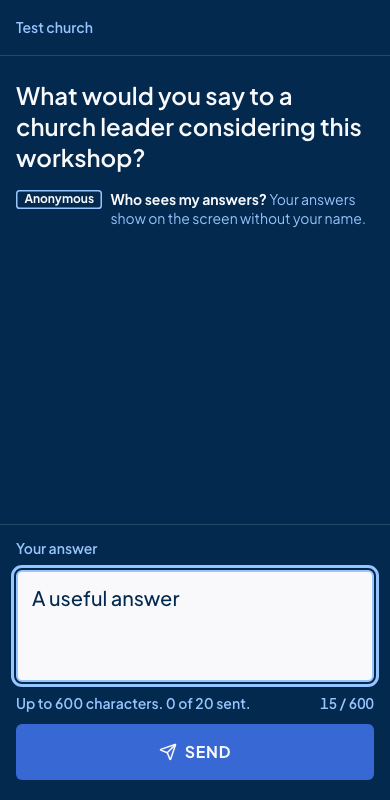 Test church
What would you say to a
church leader considering this
workshop?
Anonymous
Who sees my answers? Your answers
show on the screen without your name.
Your answer
A useful answer
Up to 600 characters. 0 of 20 sent.
15 / 600
SEND